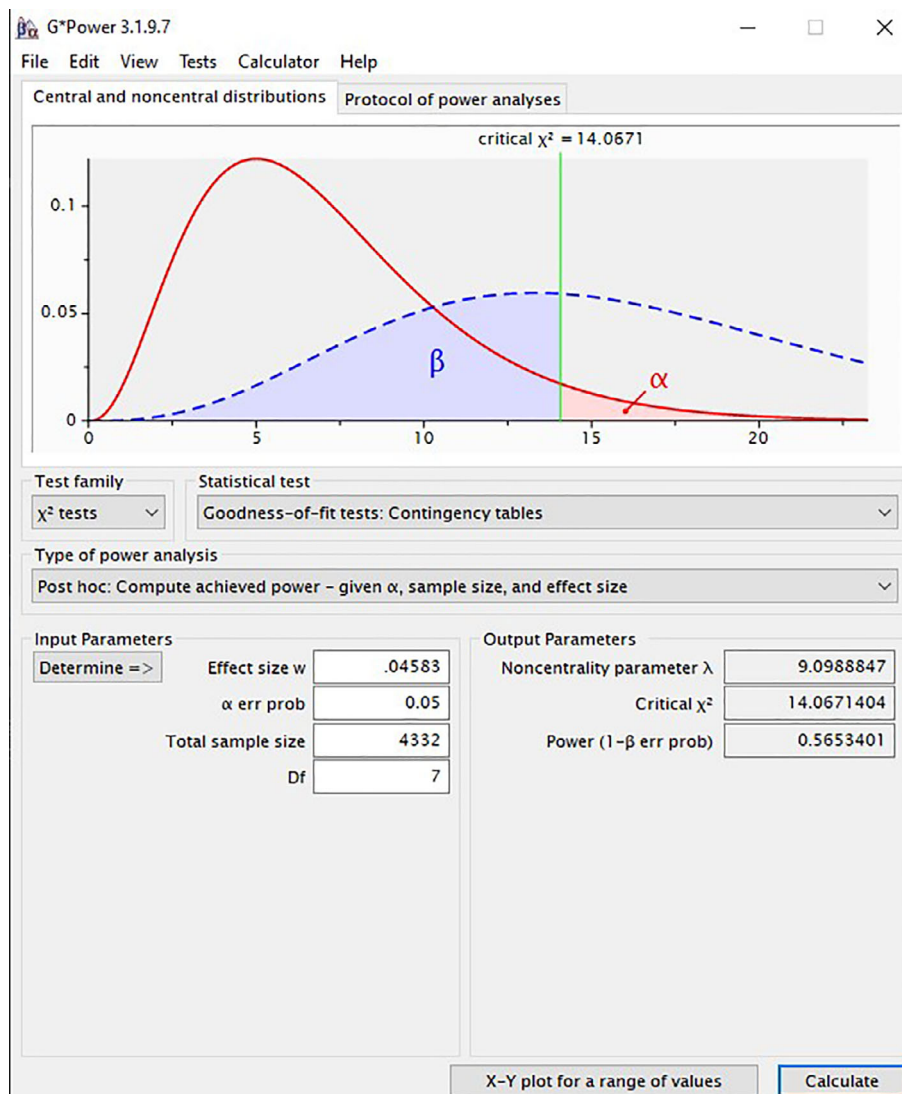 G*Power 3.1.9.7
File Edit View Tests Calculator Help
Central and noncentral distributions Protocol of power analyses
critical χ² = 14.0671
0.1
0.05
0
β
α
0 5 10 15 20
Test family Statistical test
χ² tests Goodness-of-fit tests: Contingency tables
Type of power analysis
Post hoc: Compute achieved power – given α, sample size, and effect size
Input Parameters Output Parameters
Determine => Effect size w .04583 Noncentrality parameter λ 9.0988847
α err prob 0.05 Critical χ² 14.0671404
Total sample size 4332 Power (1-β err prob) 0.5653401
Df 7
X-Y plot for a range of values Calculate